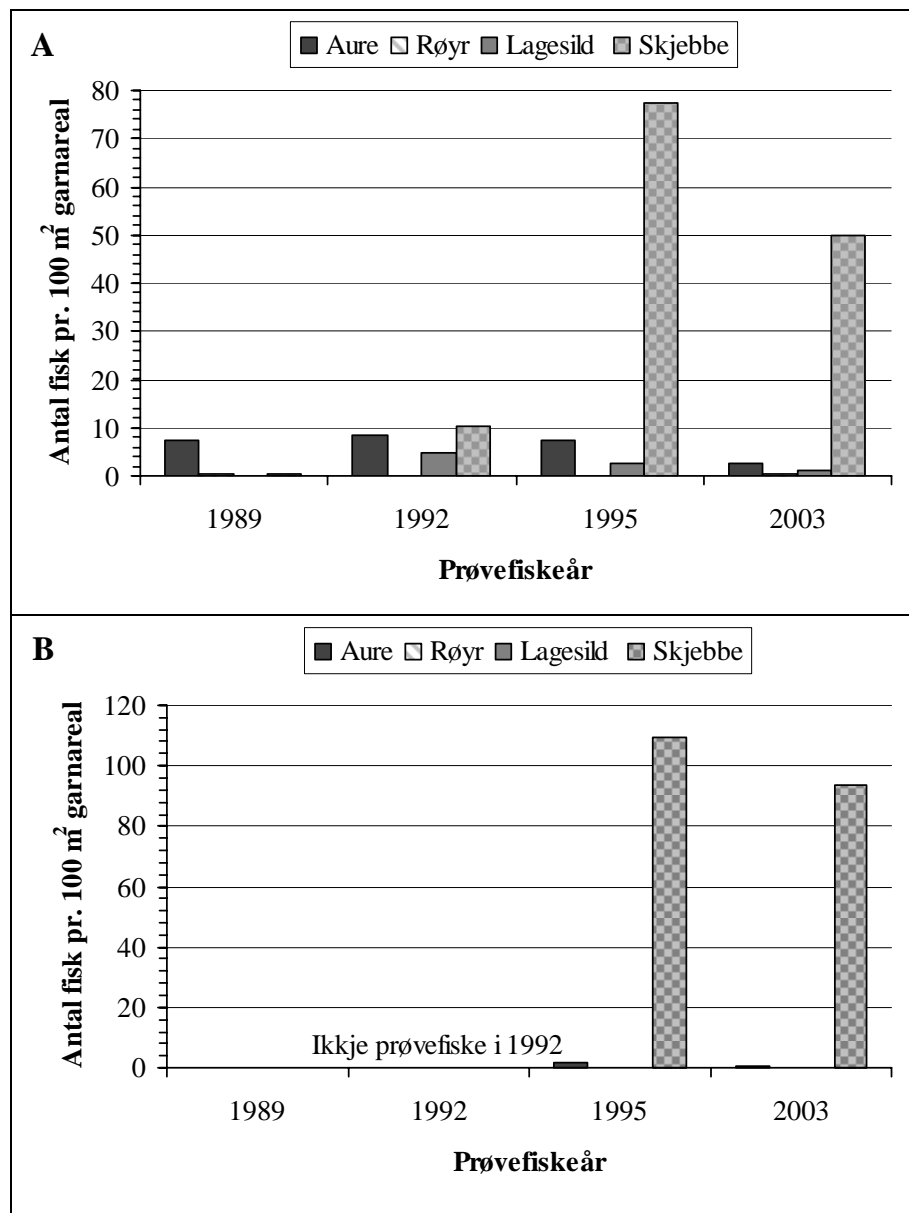 A
Aure Røyr Lagesild Skjebbe
Antal fisk pr. 100 m² garnareal
80
70
60
50
40
30
20
10
0
1989 1992 1995 2003
Prøvefiskeår
B
Aure Røyr Lagesild Skjebbe
Antal fisk pr. 100 m² garnareal
120
100
80
60
40
20
0
Ikkje prøvefiske i 1992
1989 1992 1995 2003
Prøvefiskeår